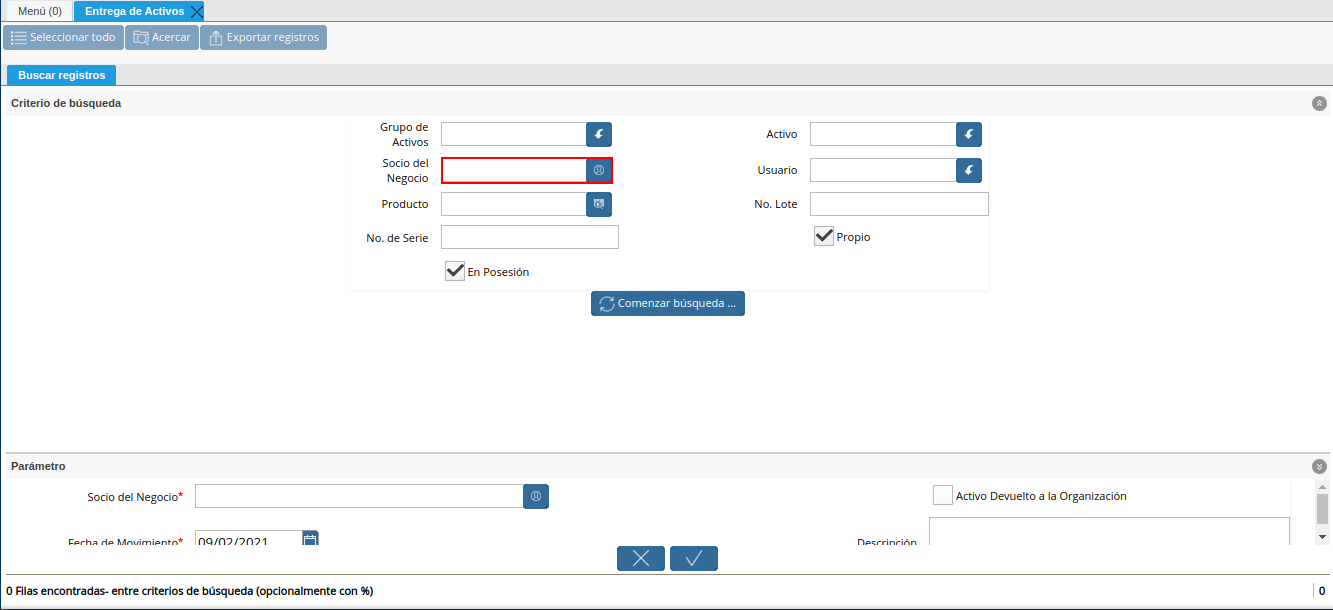 Menú (0) Entrega de Activos
Seleccionar todo Acercar Exportar registros
Buscar registros
Criterio de búsqueda
Grupo de
Activos
Activo
Socio del
Negocio
Usuario
Producto
No. Lote
No. de Serie
Propio
En Posesión
Comenzar búsqueda ...
Parámetro
Socio del Negocio*
Activo Devuelto a la Organización
Fecha de Movimiento* 09/02/2021
Descripción
0 Filas encontradas- entre criterios de búsqueda (opcionalmente con %) 0